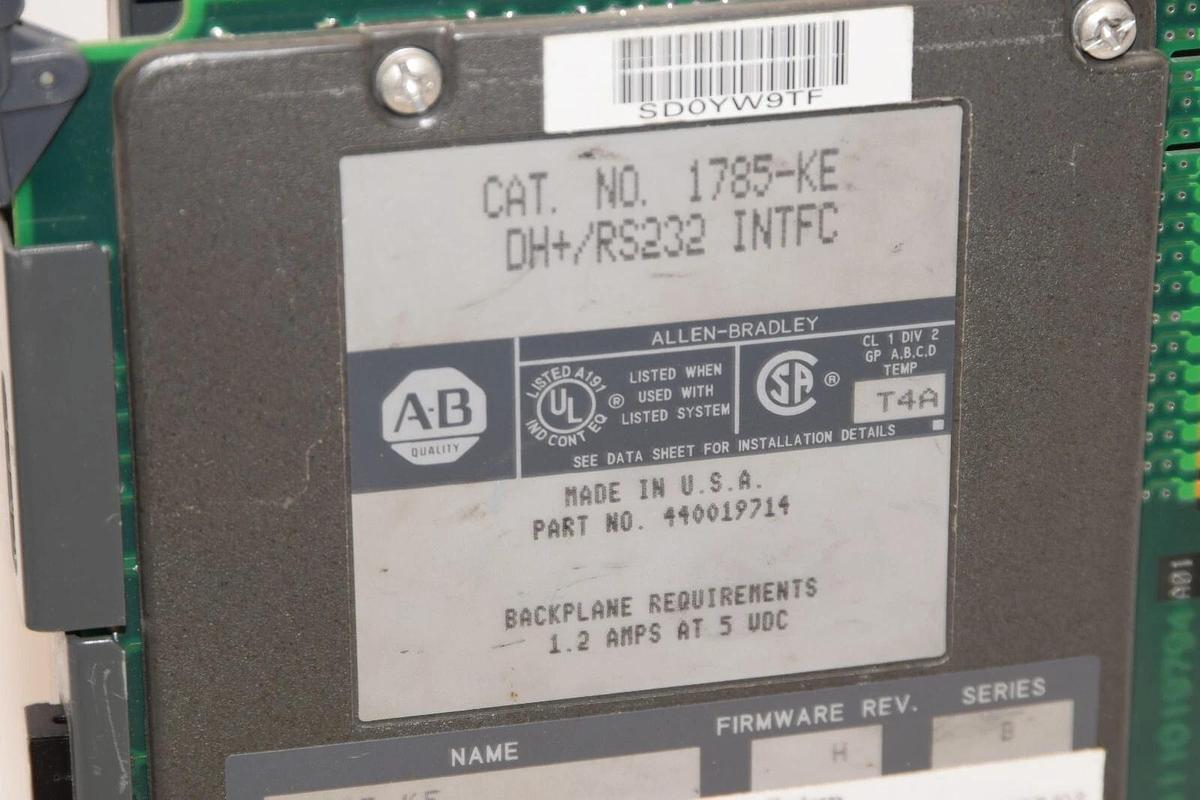 SD0YW9TF
CAT. NO. 1785-KE
DH+/RS232 INTFC
ALLEN-BRADLEY
A-B
QUALITY
LISTED A191
UL
IND CONT EQ
®
LISTED WHEN
USED WITH
LISTED SYSTEM
SA
®
CL 1 DIV 2
GP A,B,C,D
TEMP
T4A
SEE DATA SHEET FOR INSTALLATION DETAILS
MADE IN U.S.A.
PART NO. 440019714
BACKPLANE REQUIREMENTS
1.2 AMPS AT 5 VDC
NAME
FIRMWARE REV.
SERIES
H
B
A01